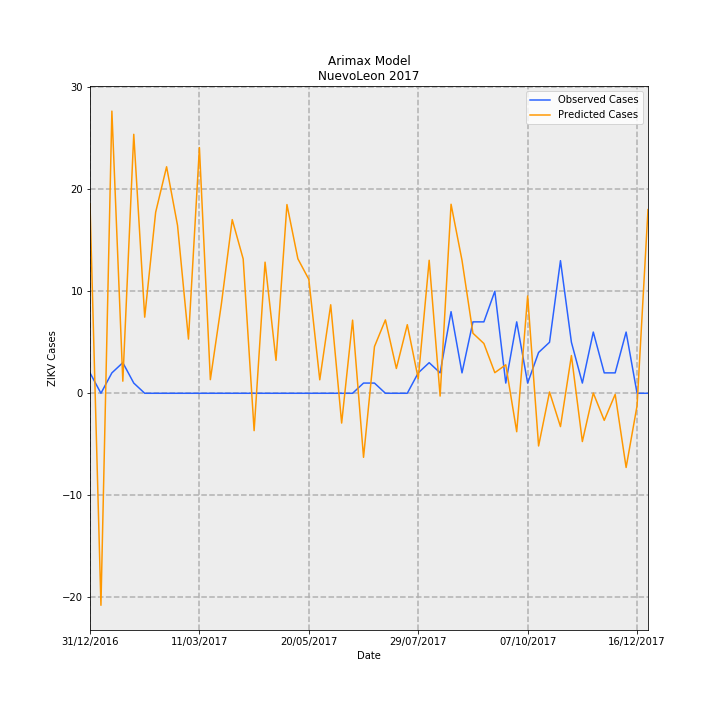 Arimax Model
NuevoLeon 2017
Observed Cases
Predicted Cases
30
20
10
0
−10
−20
ZIKV Cases
31/12/2016 11/03/2017 20/05/2017 29/07/2017 07/10/2017 16/12/2017
Date